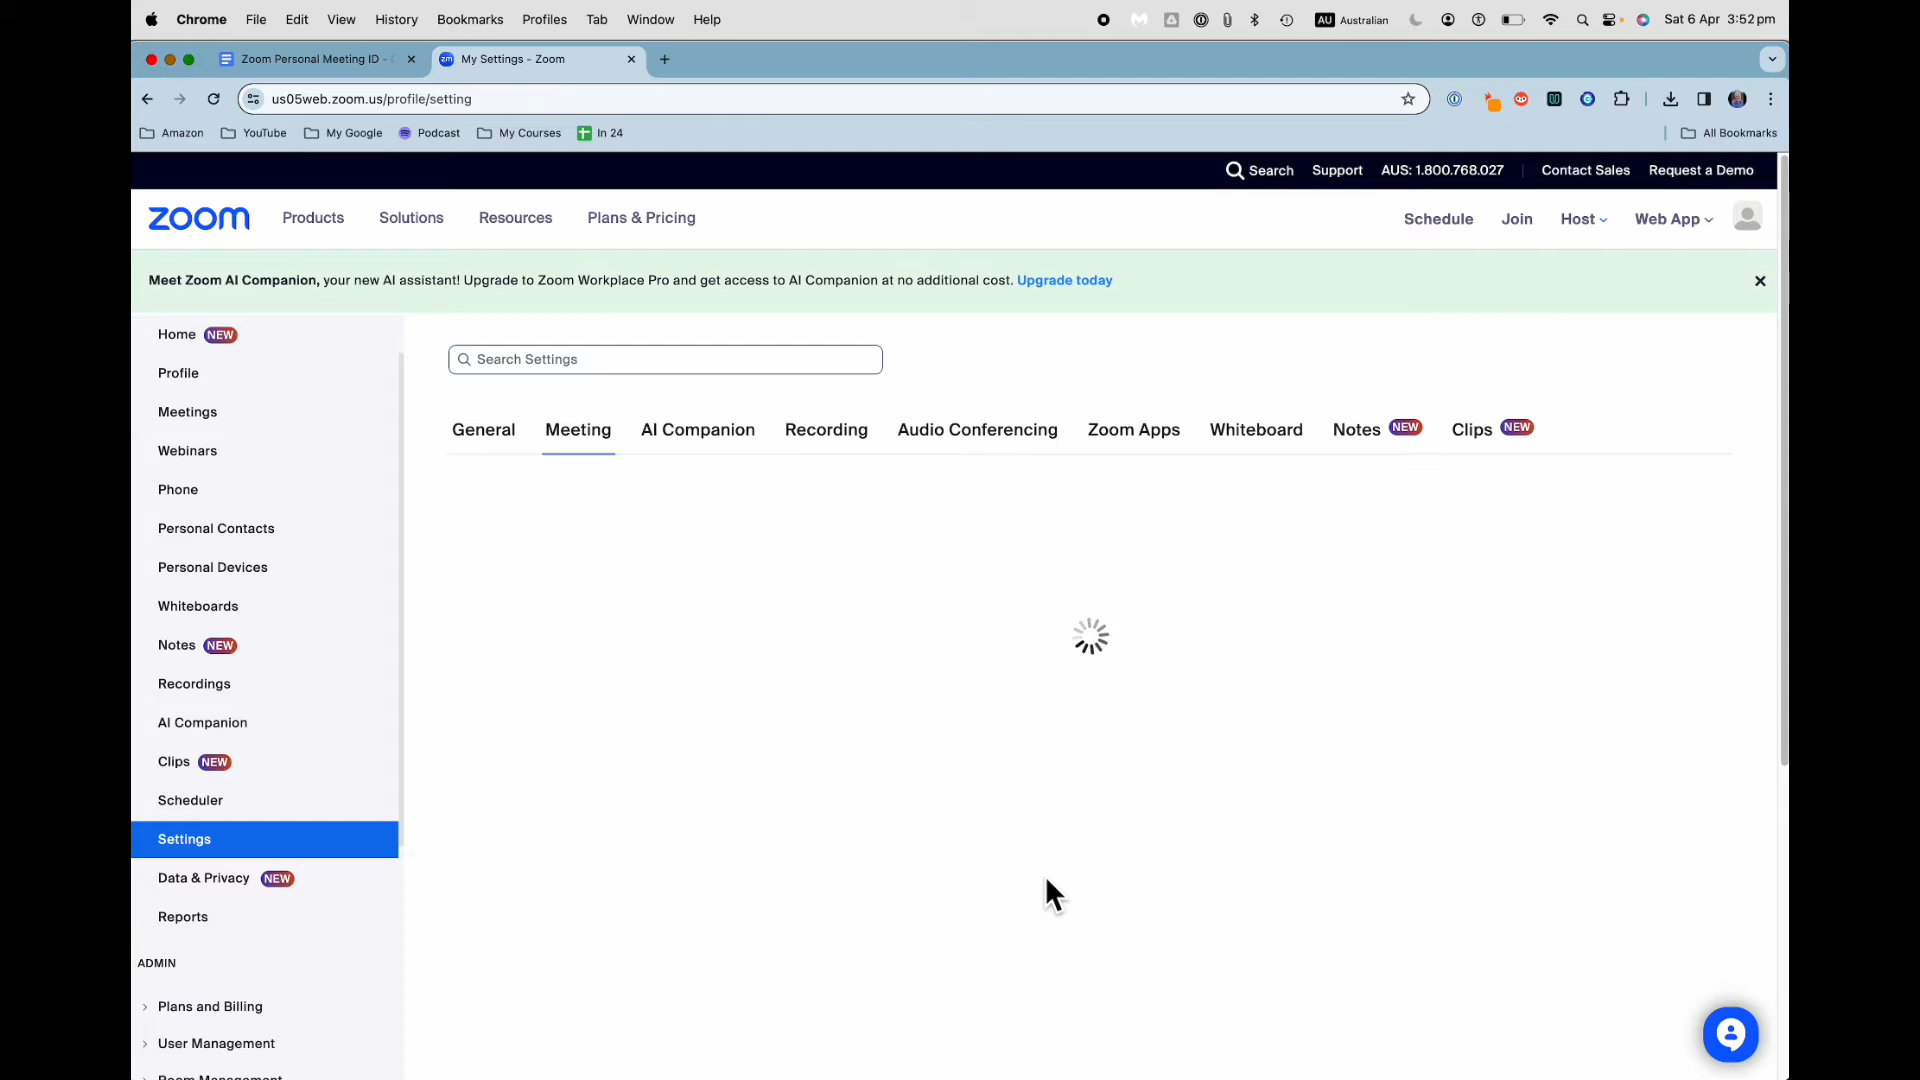 Chrome File Edit View History Bookmarks Profiles Tab Window Help AU Australian Sat 6 Apr 3:52 pm
Zoom Personal Meeting ID - zm My Settings - Zoom
us05web.zoom.us/profile/setting
Amazon YouTube My Google Podcast My Courses In 24 All Bookmarks
Search Support AUS: 1.800.768.027 Contact Sales Request a Demo
zoom Products Solutions Resources Plans & Pricing Schedule Join Host Web App
Meet Zoom AI Companion, your new AI assistant! Upgrade to Zoom Workplace Pro and get access to AI Companion at no additional cost. Upgrade today
Home NEW
Search Settings
Profile
Meetings
General Meeting AI Companion Recording Audio Conferencing Zoom Apps Whiteboard Notes NEW Clips NEW
Webinars
Phone
Personal Contacts
Personal Devices
Whiteboards
Notes NEW
Recordings
AI Companion
Clips NEW
Scheduler
Settings
Data & Privacy NEW
Reports
ADMIN
Plans and Billing
User Management
Room Management